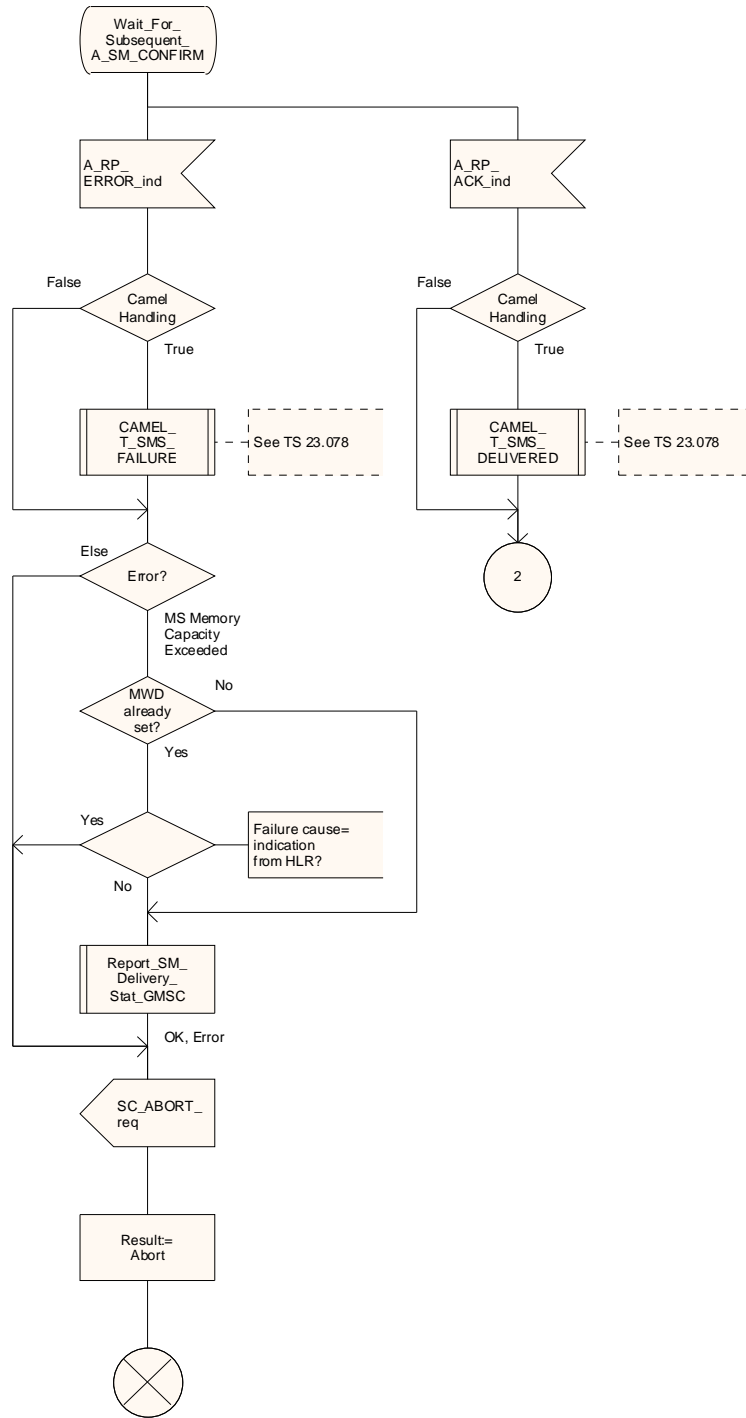 Wait_For_
Subsequent_
A_SM_CONFIRM
A_RP_
ERROR_ind
A_RP_
ACK_ind
False
Camel
Handling
True
False
Camel
Handling
True
CAMEL_
T_SMS_
FAILURE
See TS 23.078
CAMEL_
T_SMS_
DELIVERED
See TS 23.078
Else
Error?
2
MS Memory
Capacity
Exceeded
MWD
already
set?
No
Yes
Yes
Failure cause=
indication
from HLR?
No
Report_SM_
Delivery_
Stat_GMSC
OK, Error
SC_ABORT_
req
Result:=
Abort